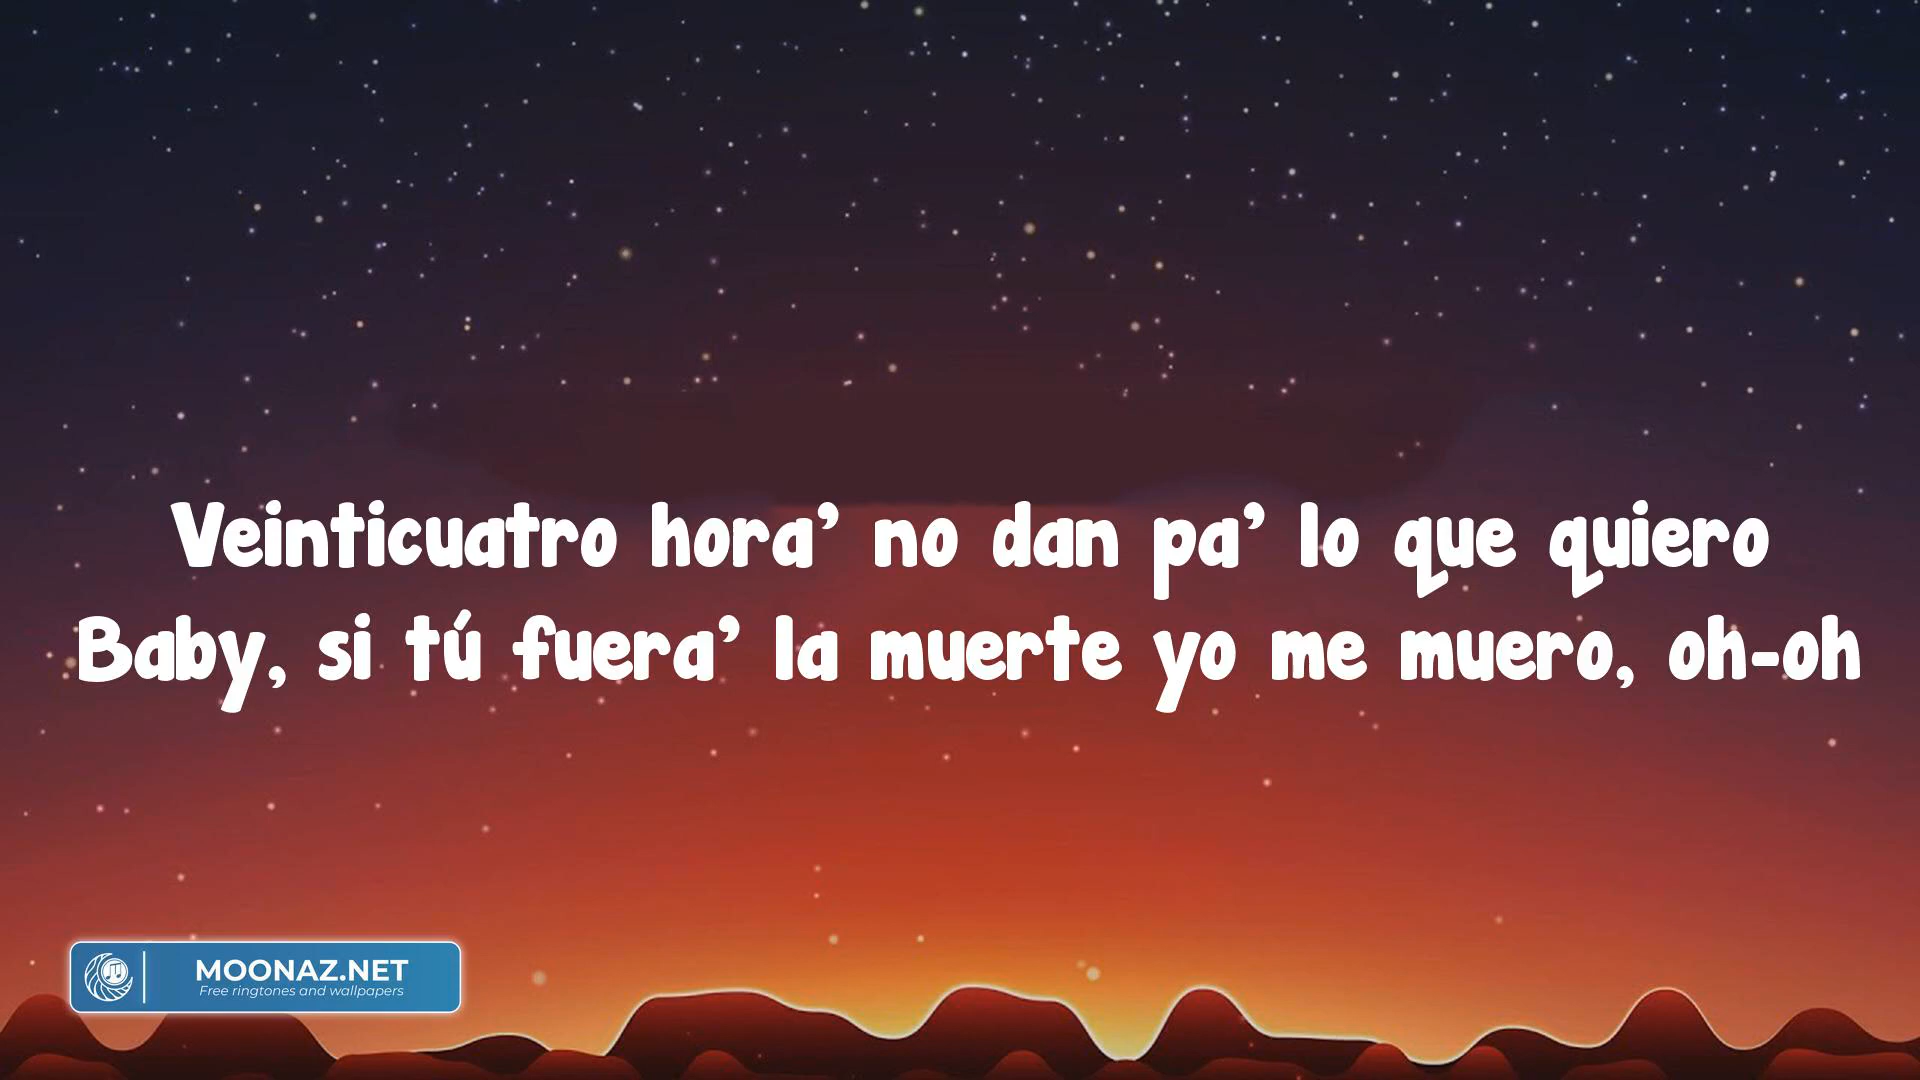 Veinticuatro hora’ no dan pa’ lo que quiero
Baby, si tú fuera’ la muerte yo me muero, oh-oh
MOONAZ.NET
Free ringtones and wallpapers